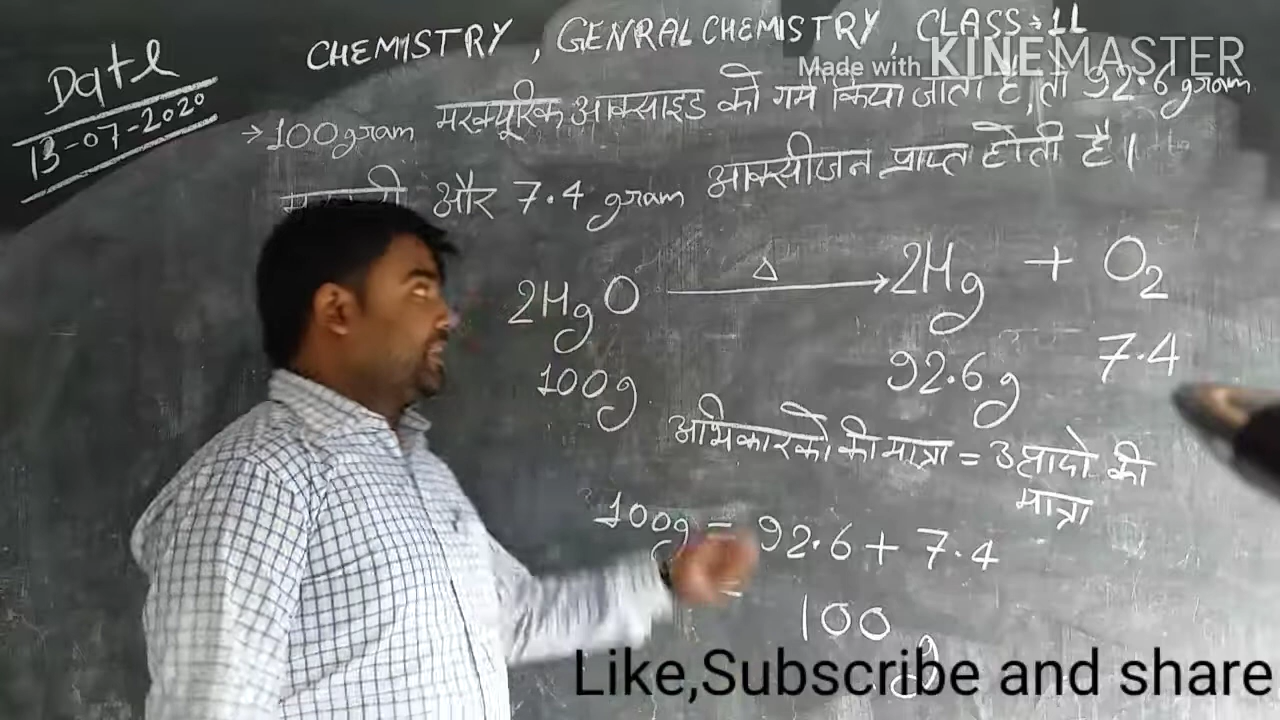 Date
13-07-2020
CHEMISTRY, GENRAL CHEMISTRY, CLASS→11
Made with KINEMASTER
→ 100 gram मरक्यूरिक आक्साइड को गर्म किया जाता है, तो 92.6 gram
और 7.4 gram आक्सीजन प्राप्त होती है।
2HgO —Δ→ 2Hg + O₂
100g 92.6g 7.4
अभिकारको की मात्रा = उत्पादो की
मात्रा
100g = 92.6 + 7.4
100 g
Like,Subscribe and share